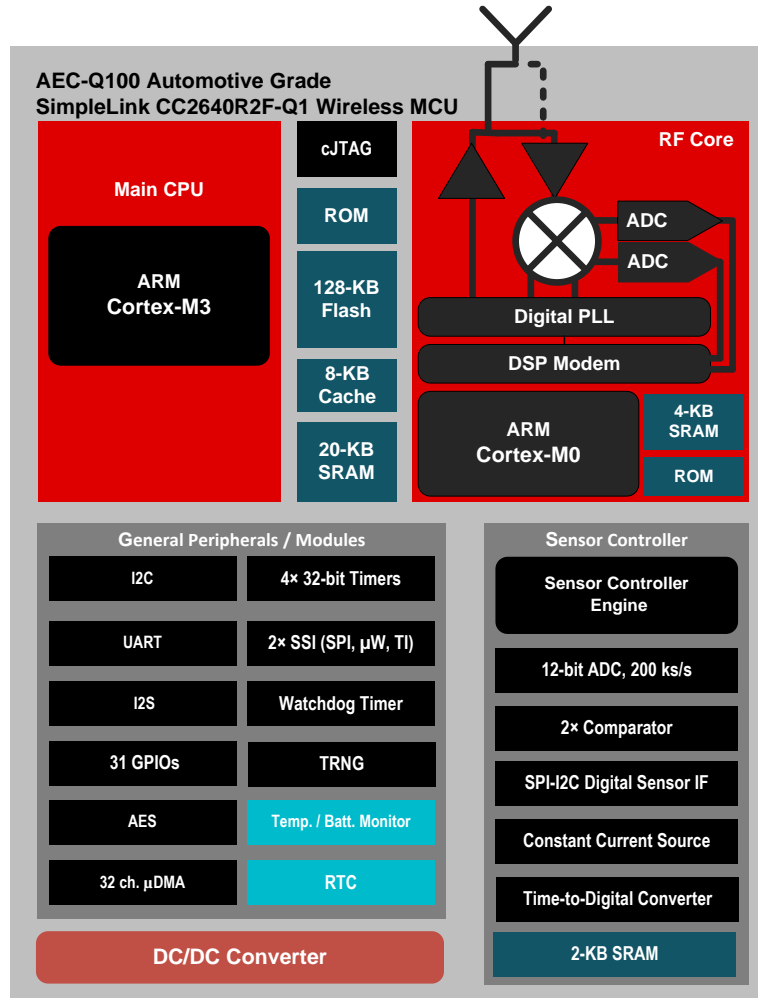 AEC-Q100 Automotive Grade
SimpleLink CC2640R2F-Q1 Wireless MCU
Main CPU
ARM
Cortex-M3
cJTAG
ROM
128-KB
Flash
8-KB
Cache
20-KB
SRAM
RF Core
ADC
ADC
Digital PLL
DSP Modem
ARM
Cortex-M0
4-KB
SRAM
ROM
General Peripherals / Modules
I2C
4× 32-bit Timers
UART
2× SSI (SPI, µW, TI)
I2S
Watchdog Timer
31 GPIOs
TRNG
AES
Temp. / Batt. Monitor
32 ch. µDMA
RTC
Sensor Controller
Sensor Controller
Engine
12-bit ADC, 200 ks/s
2× Comparator
SPI-I2C Digital Sensor IF
Constant Current Source
Time-to-Digital Converter
2-KB SRAM
DC/DC Converter